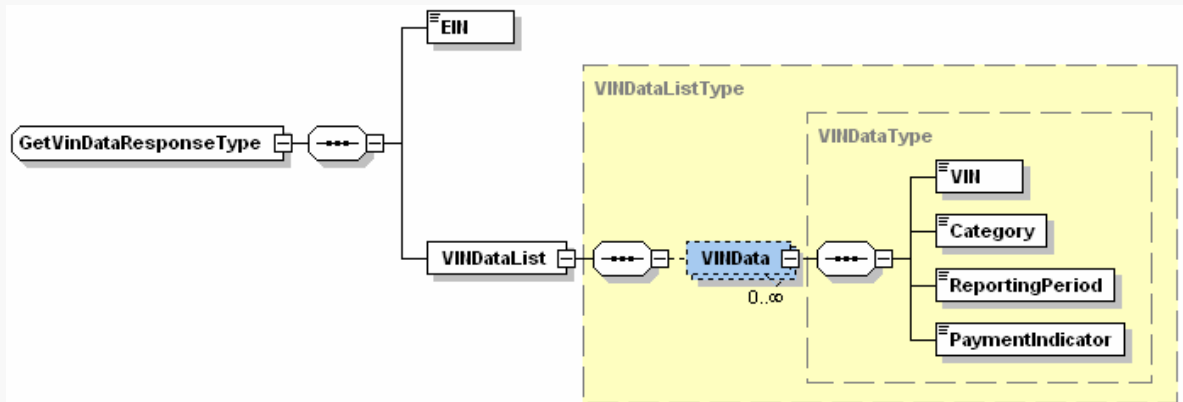 EIN
VINDataListType
VINDataType
GetVinDataResponseType
VIN
Category
VINDataList
VINData
0..∞
ReportingPeriod
PaymentIndicator